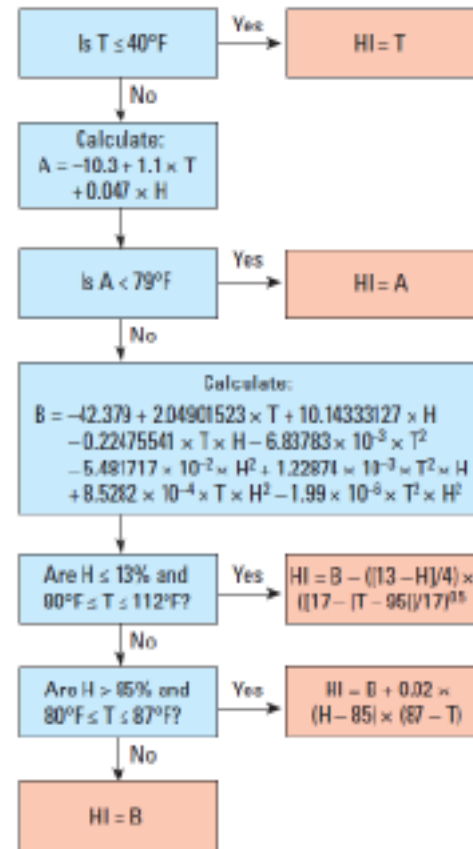 Is T ≤ 40°F
Yes
HI = T
No
Calculate:
A = –10.3 + 1.1 × T
+ 0.047 × H
Is A < 79°F
Yes
HI = A
No
Calculate:
B = –42.379 + 2.04901523 × T + 10.14333127 × H
–0.22475541 × T × H – 6.83783 × 10⁻³ × T²
–5.481717 × 10⁻² × H² + 1.22874 × 10⁻³ × T² × H
+8.5282 × 10⁻⁴ × T × H² – 1.99 × 10⁻⁶ × T² × H²
Are H ≤ 13% and
80°F ≤ T ≤ 112°F?
Yes
HI = B – ([13 – H]/4) ×
([17 – |T – 95|]/17)^0.5
No
Are H > 85% and
80°F ≤ T ≤ 87°F?
Yes
HI = B + 0.02 ×
(H – 85) × (87 – T)
No
HI = B